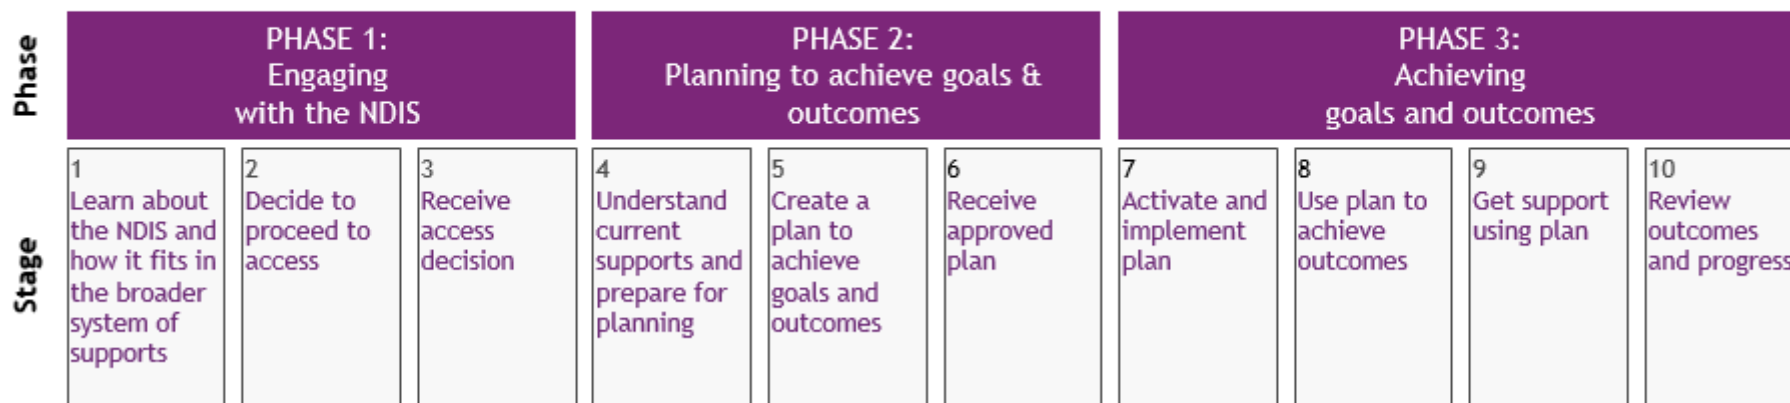 Phase
PHASE 1:
Engaging
with the NDIS
PHASE 2:
Planning to achieve goals &
outcomes
PHASE 3:
Achieving
goals and outcomes
Stage
1
Learn about
the NDIS and
how it fits in
the broader
system of
supports
2
Decide to
proceed to
access
3
Receive
access
decision
4
Understand
current
supports and
prepare for
planning
5
Create a
plan to
achieve
goals and
outcomes
6
Receive
approved
plan
7
Activate and
implement
plan
8
Use plan to
achieve
outcomes
9
Get support
using plan
10
Review
outcomes
and progress